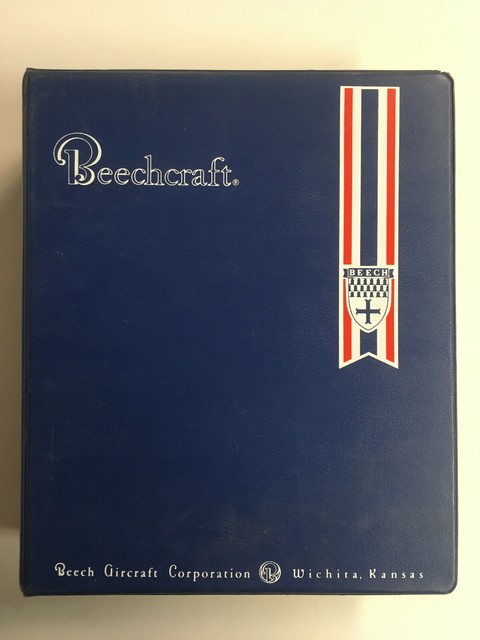 Beechcraft®
BEECH
Beech Aircraft Corporation B Wichita, Kansas